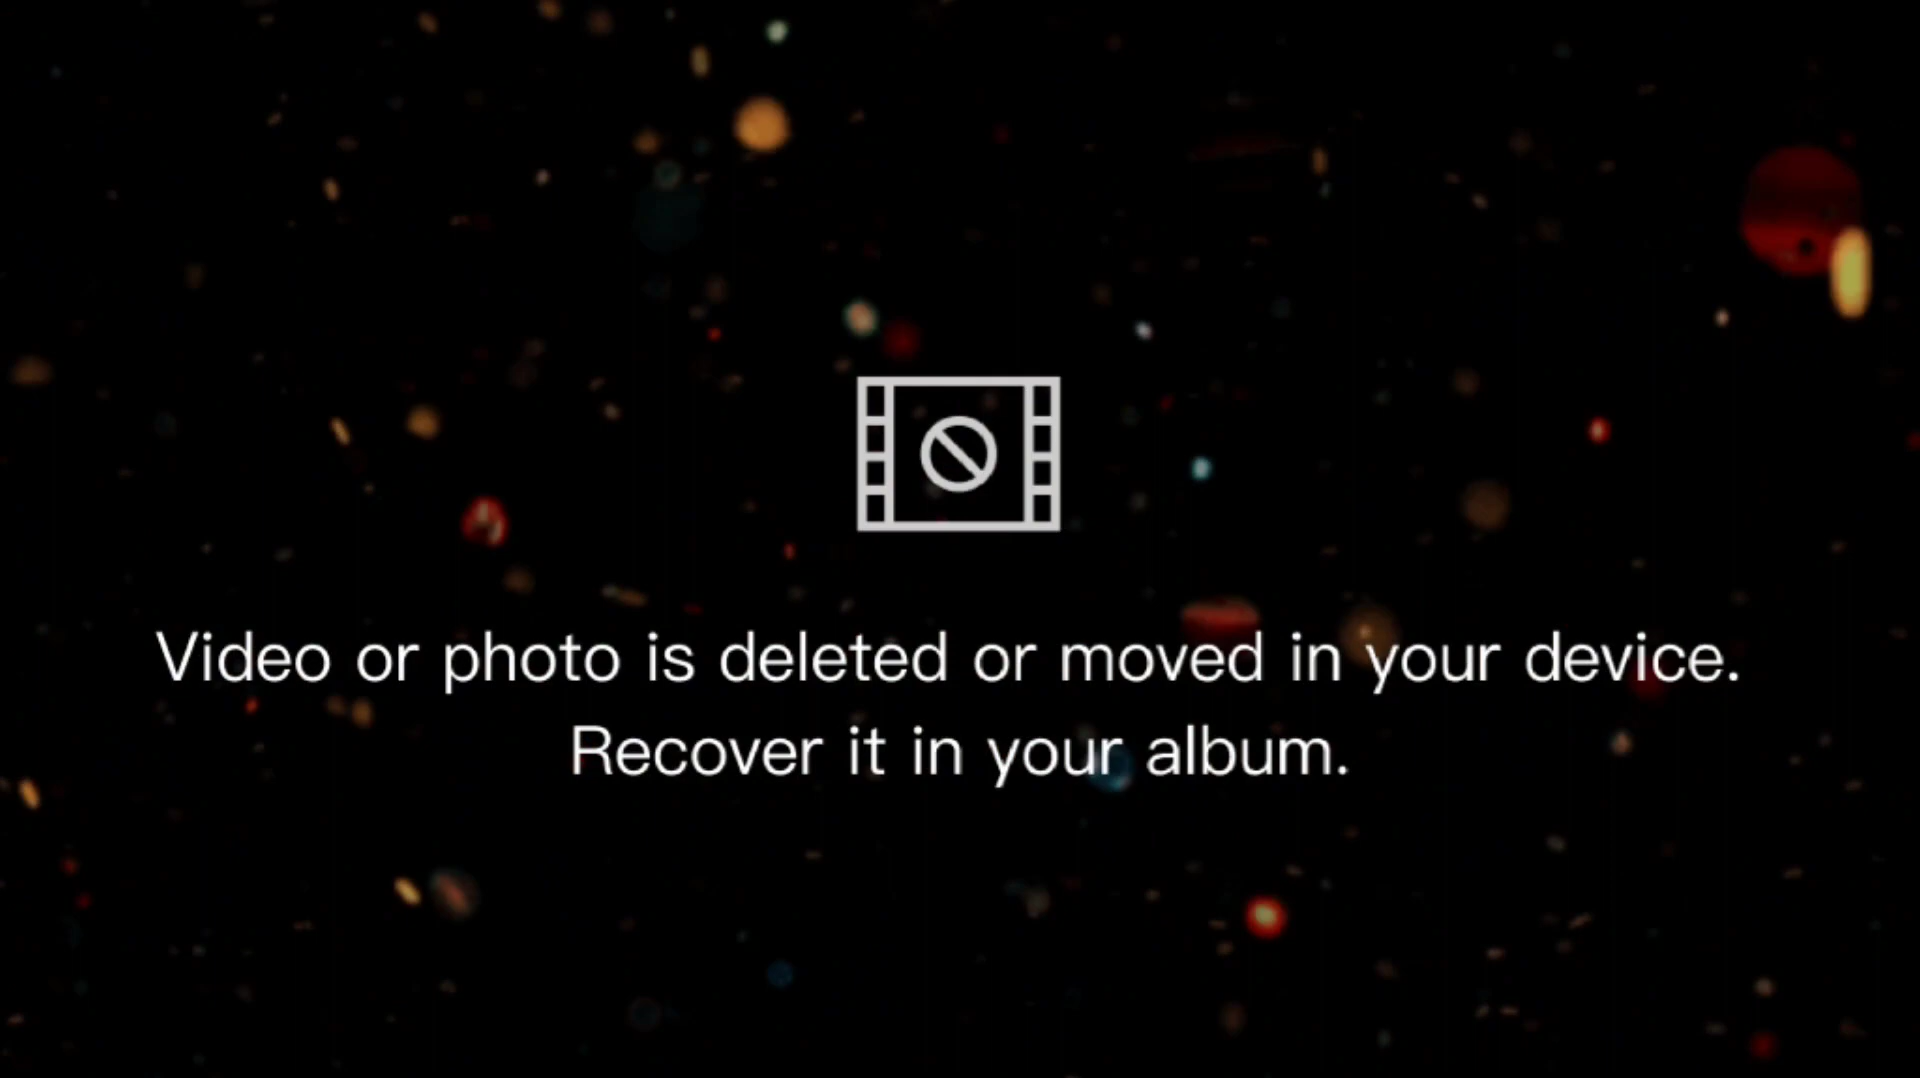 Video or photo is deleted or moved in your device.
Recover it in your album.